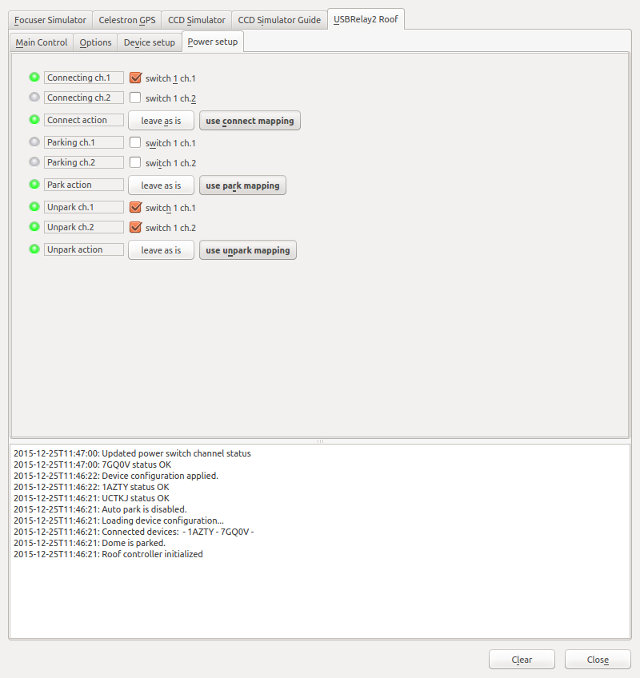 Focuser Simulator Celestron GPS CCD Simulator CCD Simulator Guide USBRelay2 Roof
Main Control Options Device setup Power setup
Connecting ch.1 switch 1 ch.1
Connecting ch.2 switch 1 ch.2
Connect action leave as is use connect mapping
Parking ch.1 switch 1 ch.1
Parking ch.2 switch 1 ch.2
Park action leave as is use park mapping
Unpark ch.1 switch 1 ch.1
Unpark ch.2 switch 1 ch.2
Unpark action leave as is use unpark mapping
2015-12-25T11:47:00: Updated power switch channel status
2015-12-25T11:47:00: 7GQ0V status OK
2015-12-25T11:46:22: Device configuration applied.
2015-12-25T11:46:22: 1AZTY status OK
2015-12-25T11:46:21: UCTKJ status OK
2015-12-25T11:46:21: Auto park is disabled.
2015-12-25T11:46:21: Loading device configuration...
2015-12-25T11:46:21: Connected devices:  - 1AZTY - 7GQ0V -
2015-12-25T11:46:21: Dome is parked.
2015-12-25T11:46:21: Roof controller initialized
Clear Close